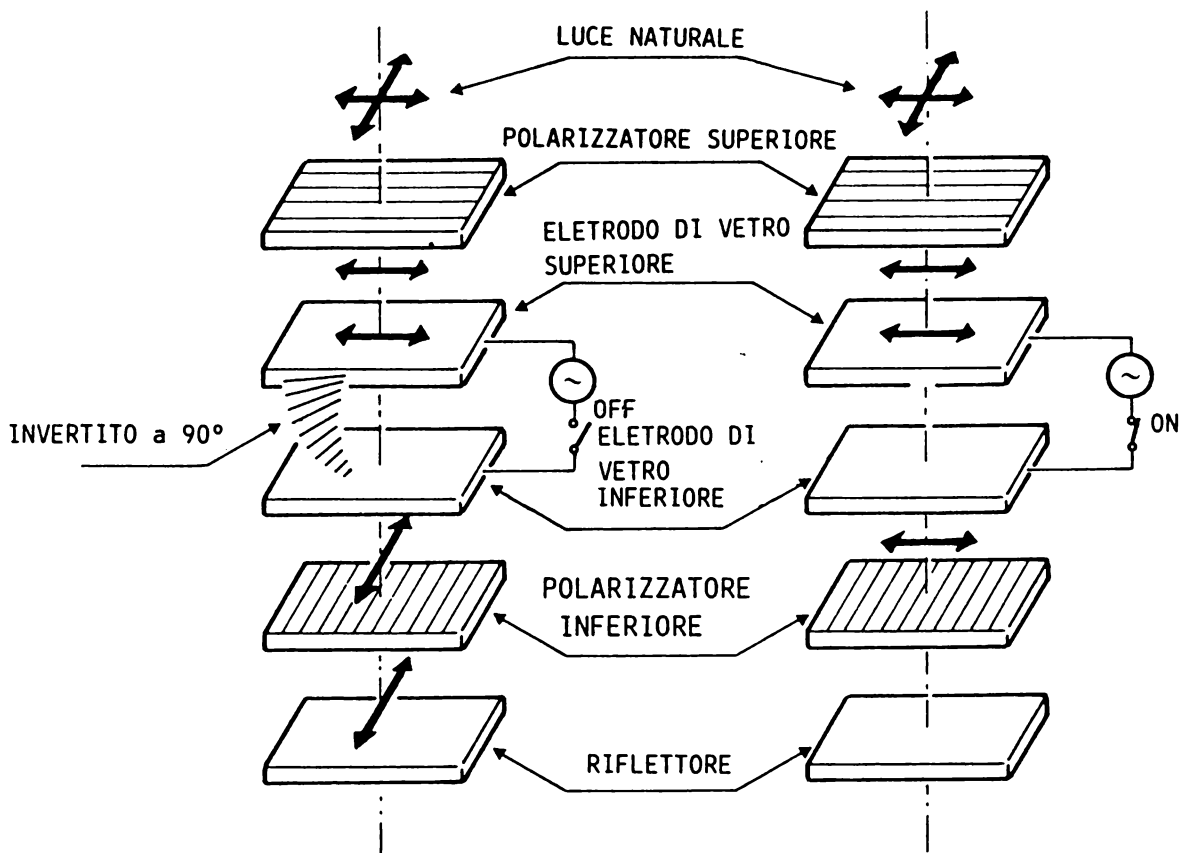 LUCE NATURALE
POLARIZZATORE SUPERIORE
ELETRODO DI VETRO
SUPERIORE
~
~
OFF
ON
INVERTITO a 90°
ELETRODO DI
VETRO
INFERIORE
POLARIZZATORE
INFERIORE
RIFLETTORE